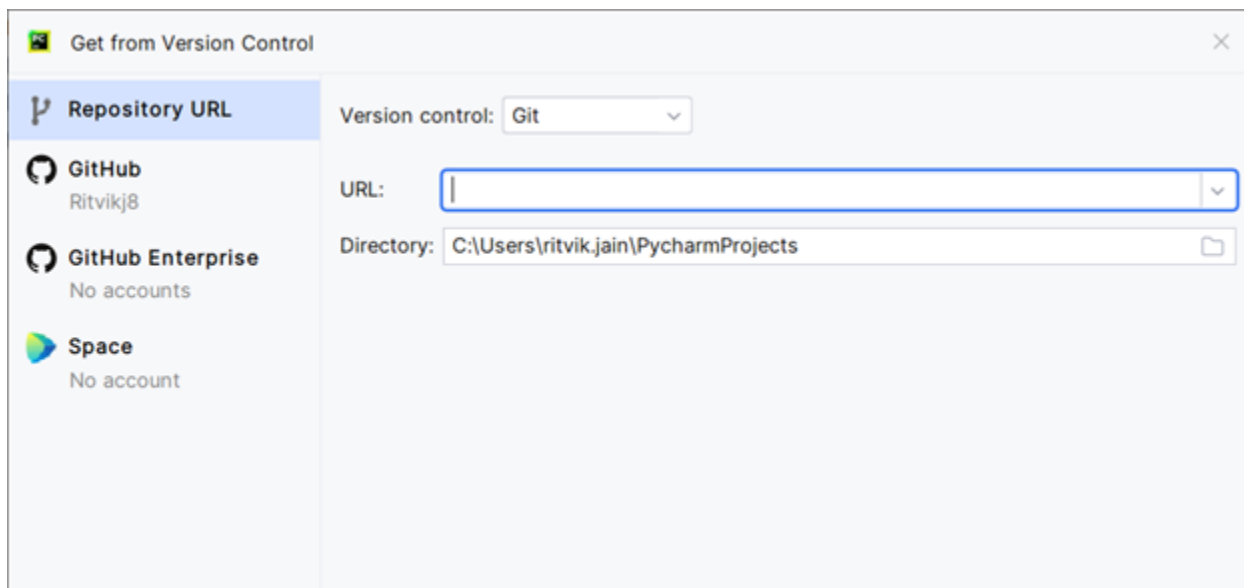 PC
Get from Version Control
Repository URL
GitHub
Ritvikj8
GitHub Enterprise
No accounts
Space
No account
Version control: Git
URL:
Directory: C:\Users\ritvik.jain\PycharmProjects